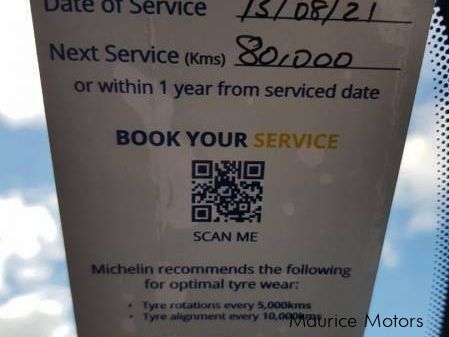 Date of Service 13/08/21
Next Service (Kms) 80,000
or within 1 year from serviced date
BOOK YOUR SERVICE
SCAN ME
Michelin recommends the following
for optimal tyre wear:
• Tyre rotations every 5,000kms
• Tyre alignment every 10,000kms
Maurice Motors